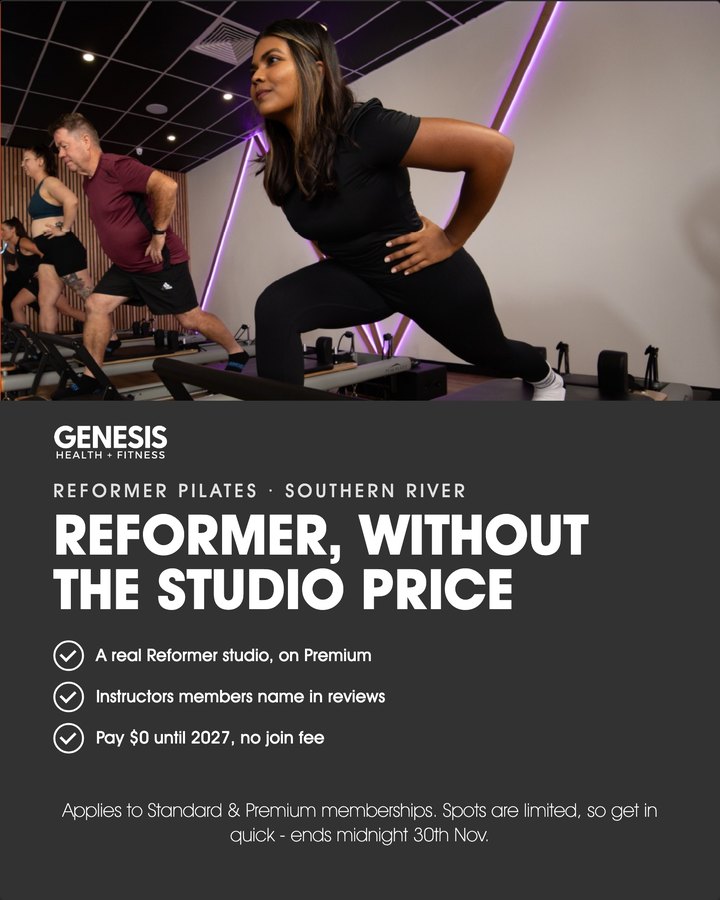 GENESIS
HEALTH + FITNESS
REFORMER PILATES · SOUTHERN RIVER
REFORMER, WITHOUT
THE STUDIO PRICE
A real Reformer studio, on Premium
Instructors members name in reviews
Pay $0 until 2027, no join fee
Applies to Standard & Premium memberships. Spots are limited, so get in
quick - ends midnight 30th Nov.